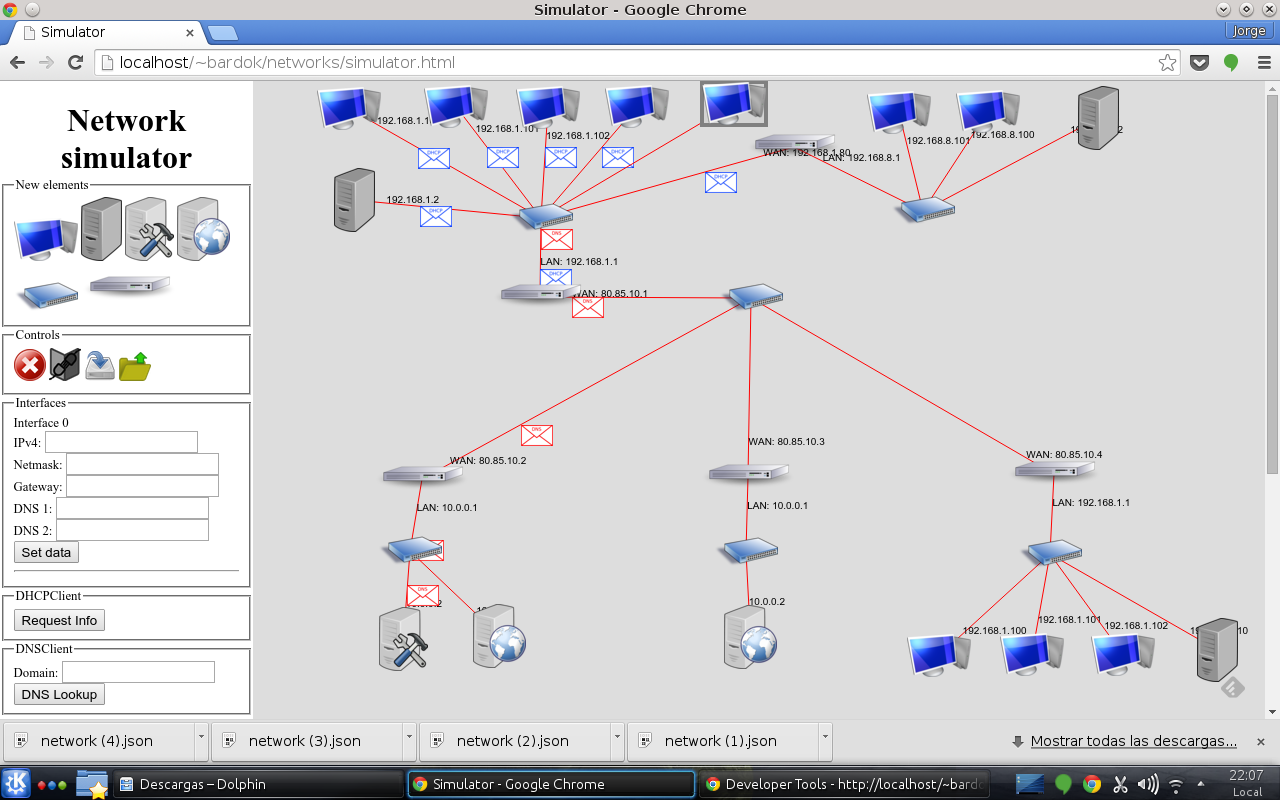 Simulator - Google Chrome
Simulator
Jorge
localhost/~bardok/networks/simulator.html
Network
simulator
New elements
Controls
Interfaces
Interface 0
IPv4:
Netmask:
Gateway:
DNS 1:
DNS 2:
Set data
DHCPClient
Request Info
DNSClient
Domain:
DNS Lookup
192.168.1.1
192.168.1.101
192.168.1.102
WAN: 192.168.1.80
LAN: 192.168.8.1
192.168.8.101
192.168.8.100
DHCP
DHCP
DHCP
DHCP
DHCP
192.168.1.2
DHCP
DNS
LAN: 192.168.1.1
DHCP
WAN: 80.85.10.1
DNS
DNS
WAN: 80.85.10.2
WAN: 80.85.10.3
WAN: 80.85.10.4
LAN: 10.0.0.1
LAN: 10.0.0.1
LAN: 192.168.1.1
DNS
10.0.0.2
192.168.1.100
192.168.1.101
192.168.1.102
network (4).json
network (3).json
network (2).json
network (1).json
Mostrar todas las descargas...
Descargas – Dolphin
Simulator - Google Chrome
Developer Tools - http://localhost/~bardo
22:07
Local